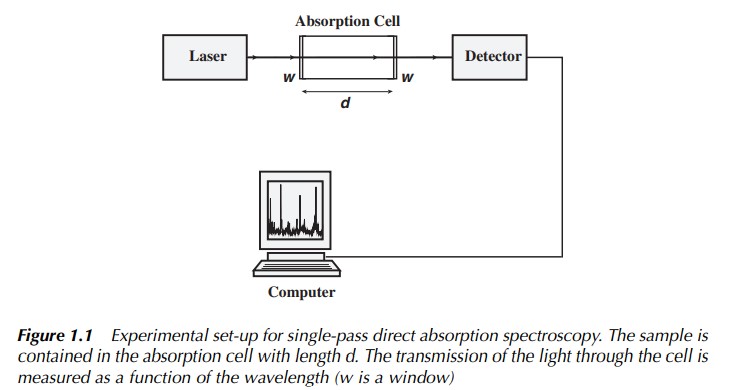 Absorption Cell
Laser
Detector
w
w
d
Computer
Figure 1.1 Experimental set-up for single-pass direct absorption spectroscopy. The sample is
contained in the absorption cell with length d. The transmission of the light through the cell is
measured as a function of the wavelength (w is a window)